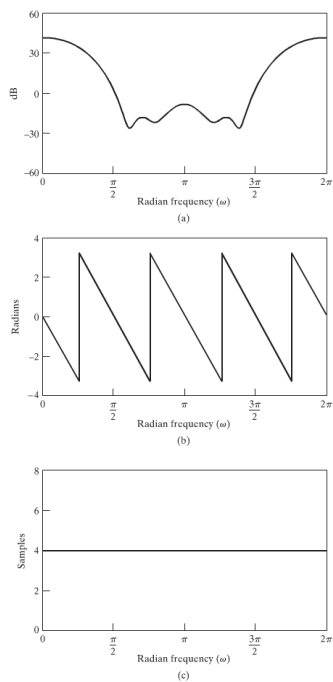 60
30
0
−30
−60
dB
0
π/2
π
3π/2
2π
Radian frequency (ω)
(a)
4
2
0
−2
−4
Radians
0
π/2
π
3π/2
2π
Radian frequency (ω)
(b)
8
6
4
2
0
Samples
0
π/2
π
3π/2
2π
Radian frequency (ω)
(c)